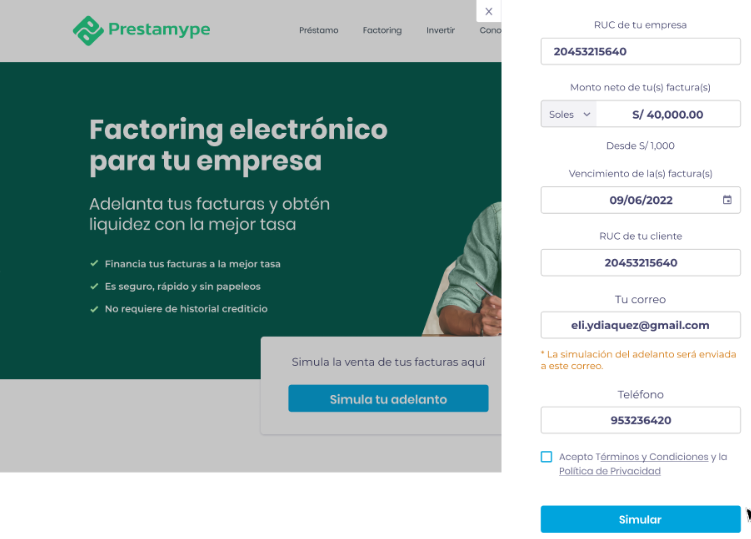 Prestamype
Préstamo
Factoring
Invertir
Cono
X
Factoring electrónico
para tu empresa
Adelanta tus facturas y obtén
liquidez con la mejor tasa
Financia tus facturas a la mejor tasa
Es seguro, rápido y sin papeleos
No requiere de historial crediticio
Simula la venta de tus facturas aquí
Simula tu adelanto
RUC de tu empresa
20453215640
Monto neto de tu(s) factura(s)
Soles
S/ 40,000.00
Desde S/ 1,000
Vencimiento de la(s) factura(s)
09/06/2022
RUC de tu cliente
20453215640
Tu correo
eli.ydiaquez@gmail.com
* La simulación del adelanto será enviada
a este correo.
Teléfono
953236420
Acepto Términos y Condiciones y la
Política de Privacidad
Simular